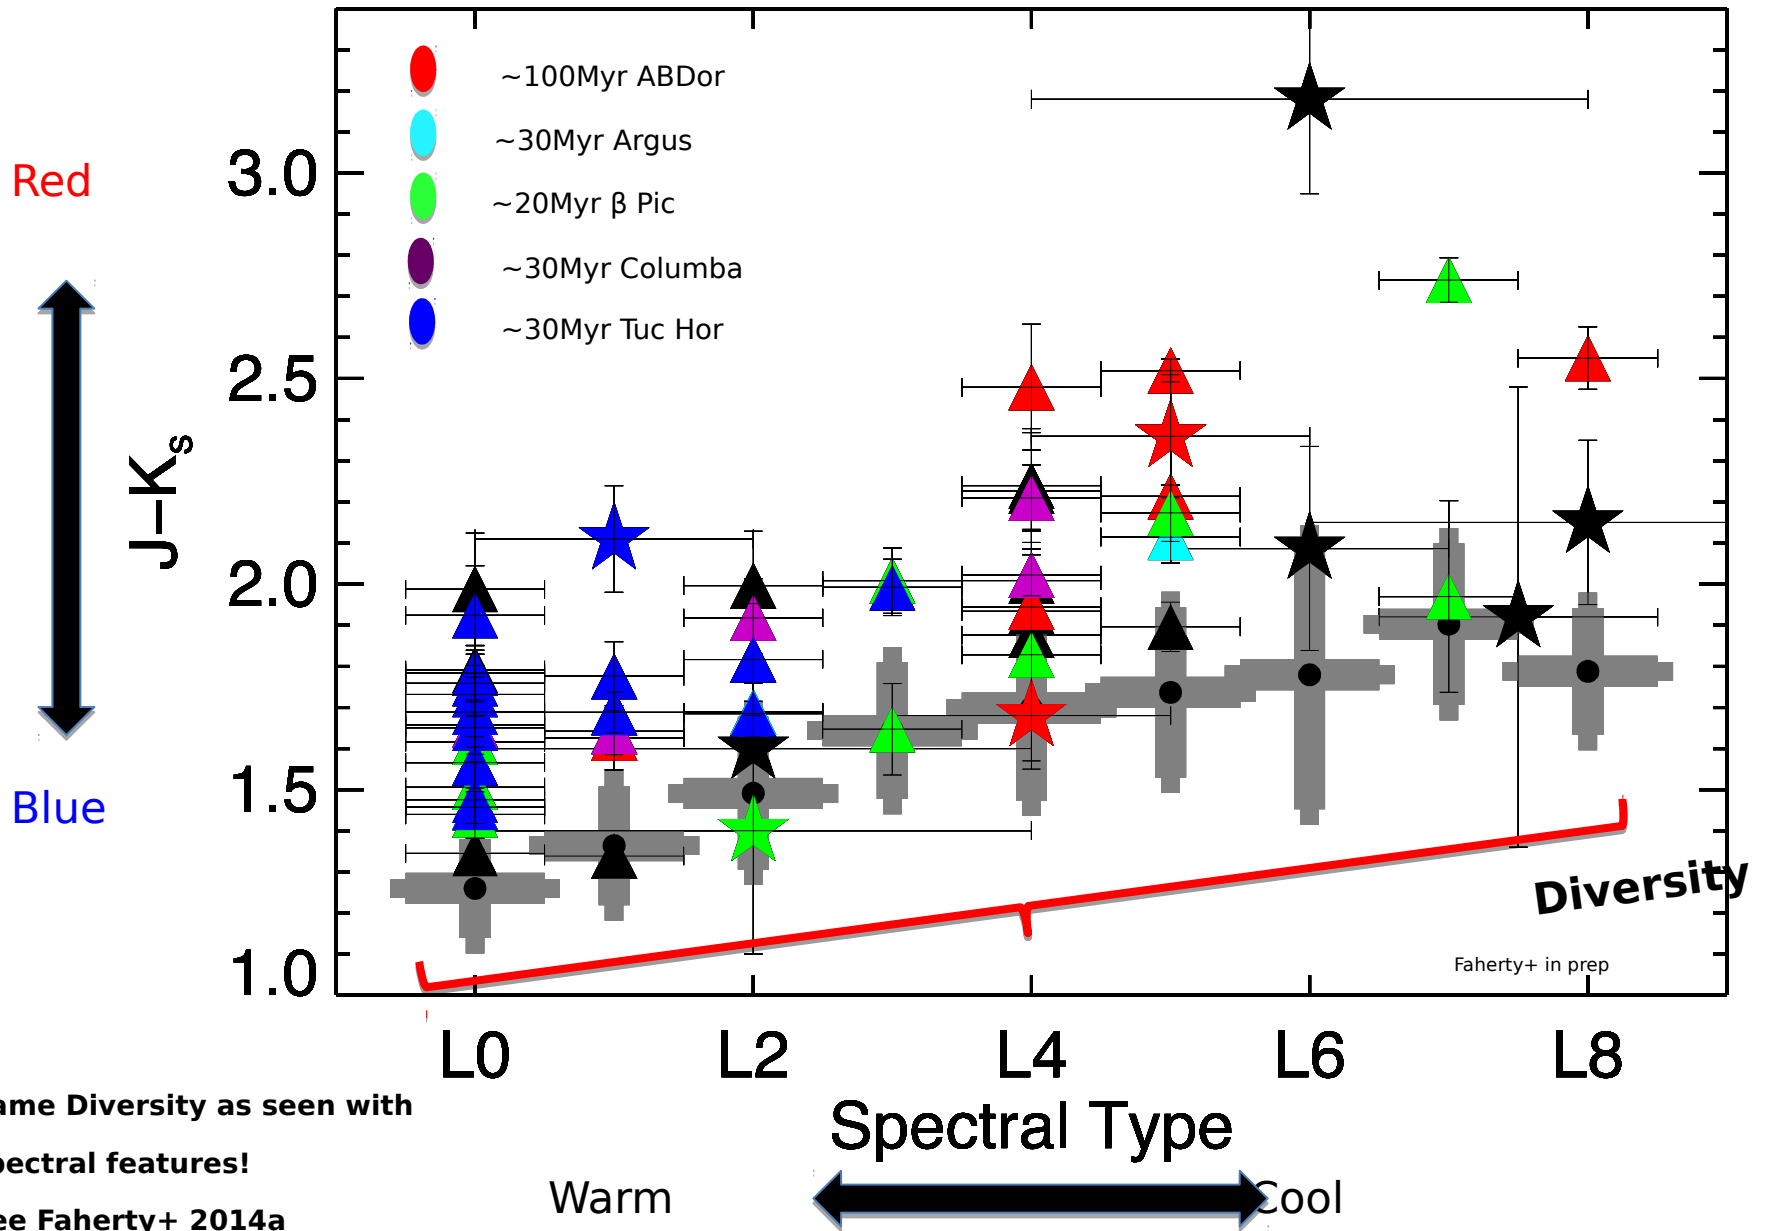 ~100Myr ABDor
~30Myr Argus
~20Myr β Pic
~30Myr Columba
~30Myr Tuc Hor
Red
Blue
J–Ks
3.0
2.5
2.0
1.5
1.0
Diversity
Faherty+ in prep
L0 L2 L4 L6 L8
Spectral Type
Warm Cool
ame Diversity as seen with
pectral features!
ee Faherty+ 2014a